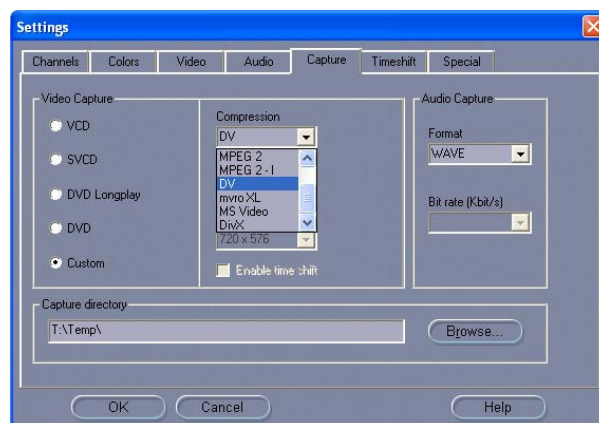 Settings
Channels Colors Video Audio Capture Timeshift Special
Video Capture
VCD
SVCD
DVD Longplay
DVD
Custom
Compression
DV
MPEG 2
MPEG 2 - I
DV
mvro XL
MS Video
DivX
720 x 576
Enable time shift
Audio Capture
Format
WAVE
Bit rate (Kbit/s)
Capture directory
T:\Temp\
Browse...
OK Cancel Help